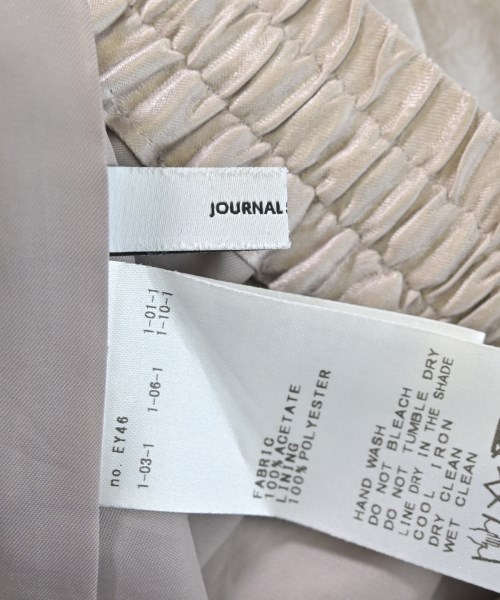 JOURNAL
no. EY46
1-03-1 1-06-1 1-01-1
1-10-1
FABRIC
100%ACETATE
LINING
100%POLYESTER
HAND WASH
DO NOT BLEACH
DO NOT TUMBLE DRY
LINE DRY IN THE SHADE
COOL IRON
DRY CLEAN
WET CLEAN